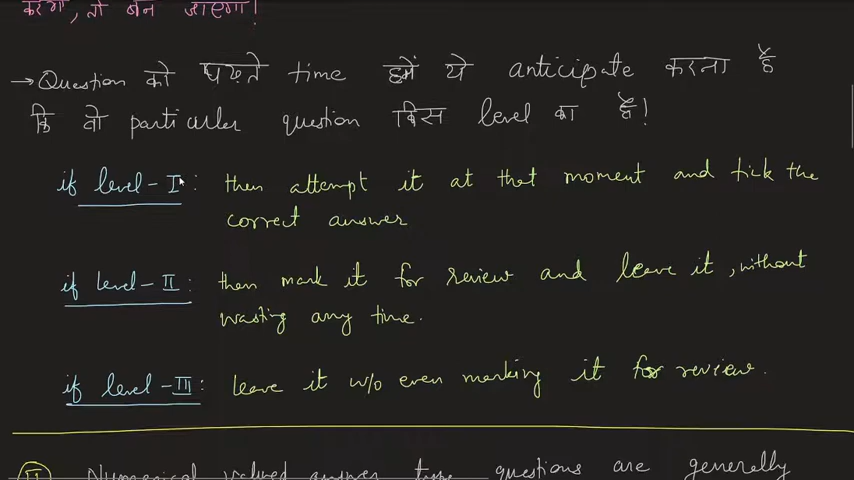 करेगा, तो बन जाएगा!
→ Question को पढ़ते time हमें ये anticipate करना है
कि वो particular question किस level का है!
if level-I: then attempt it at that moment and tick the
correct answer
if level-II: then mark it for review and leave it, without
wasting any time.
if level-III: leave it w/o even marking it for review.
II Numerical valued answer type questions are generally